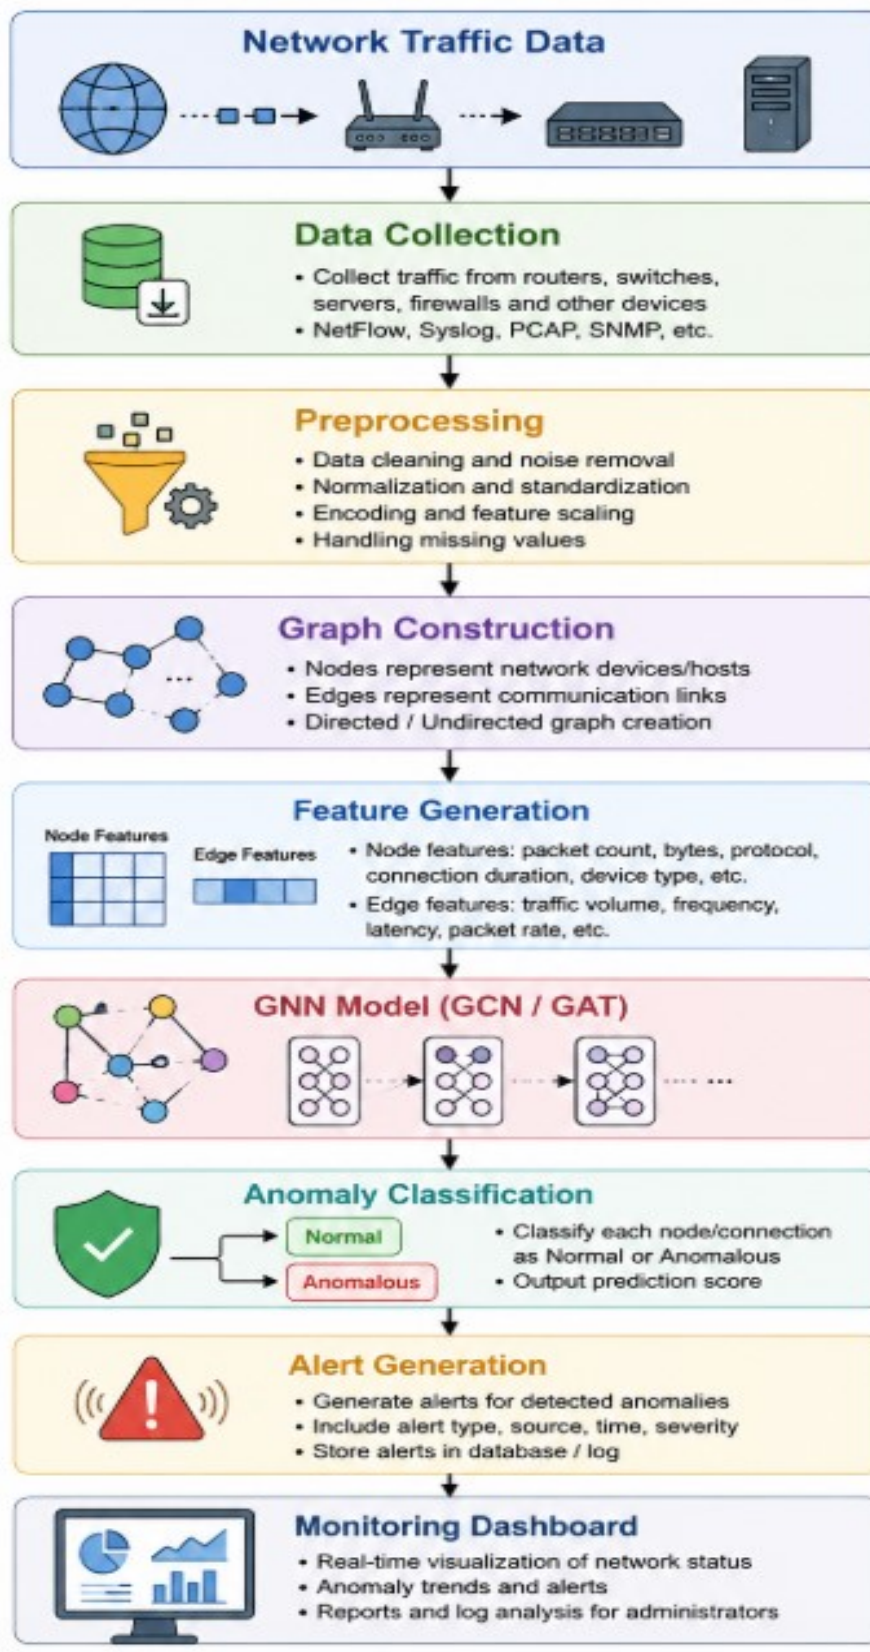 Network Traffic Data
Data Collection
• Collect traffic from routers, switches,
servers, firewalls and other devices
• NetFlow, Syslog, PCAP, SNMP, etc.
Preprocessing
• Data cleaning and noise removal
• Normalization and standardization
• Encoding and feature scaling
• Handling missing values
Graph Construction
...
• Nodes represent network devices/hosts
• Edges represent communication links
• Directed / Undirected graph creation
Feature Generation
Node Features
Edge Features
• Node features: packet count, bytes, protocol,
connection duration, device type, etc.
• Edge features: traffic volume, frequency,
latency, packet rate, etc.
GNN Model (GCN / GAT)
...
Anomaly Classification
Normal
Anomalous
• Classify each node/connection
as Normal or Anomalous
• Output prediction score
Alert Generation
!
• Generate alerts for detected anomalies
• Include alert type, source, time, severity
• Store alerts in database / log
Monitoring Dashboard
• Real-time visualization of network status
• Anomaly trends and alerts
• Reports and log analysis for administrators